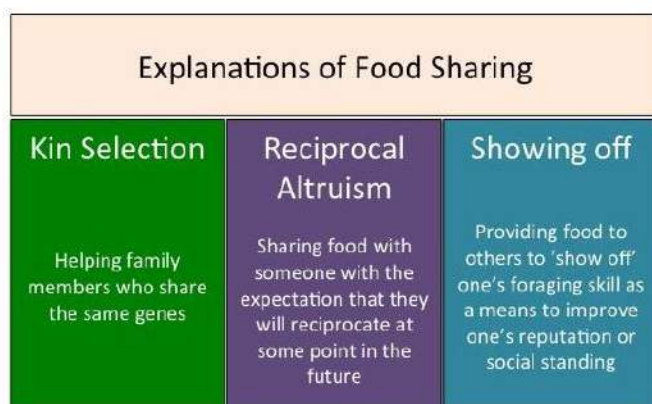 Explanations of Food Sharing
Kin Selection
Helping family
members who share
the same genes
Reciprocal
Altruism
Sharing food with
someone with the
expectation that they
will reciprocate at
some point in the
future
Showing off
Providing food to
others to ‘show off’
one’s foraging skill as
a means to improve
one’s reputation or
social standing